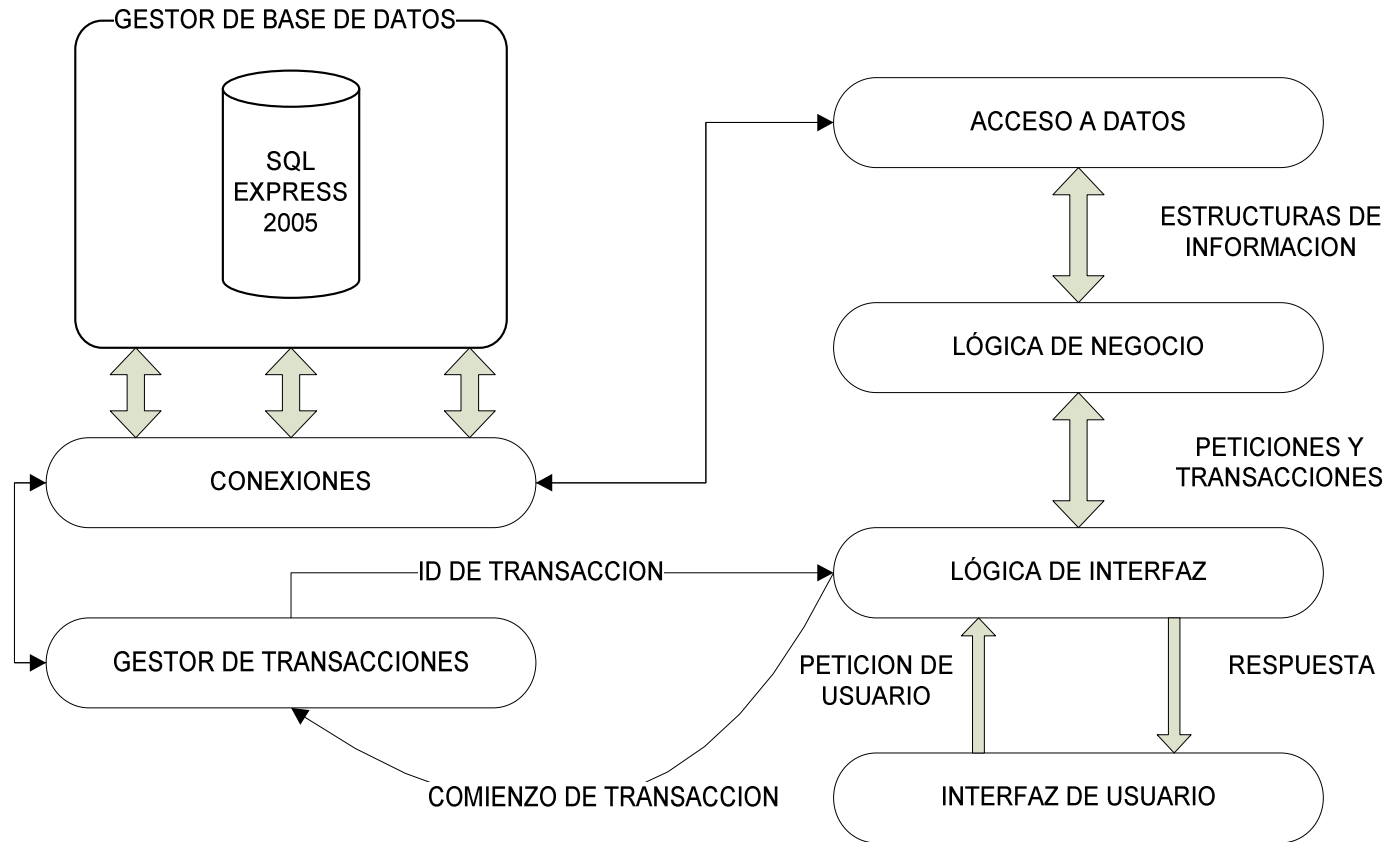 GESTOR DE BASE DE DATOS
SQL
EXPRESS
2005
ACCESO A DATOS
ESTRUCTURAS DE
INFORMACION
LÓGICA DE NEGOCIO
PETICIONES Y
TRANSACCIONES
CONEXIONES
ID DE TRANSACCION
LÓGICA DE INTERFAZ
GESTOR DE TRANSACCIONES
PETICION DE
USUARIO
RESPUESTA
COMIENZO DE TRANSACCION
INTERFAZ DE USUARIO